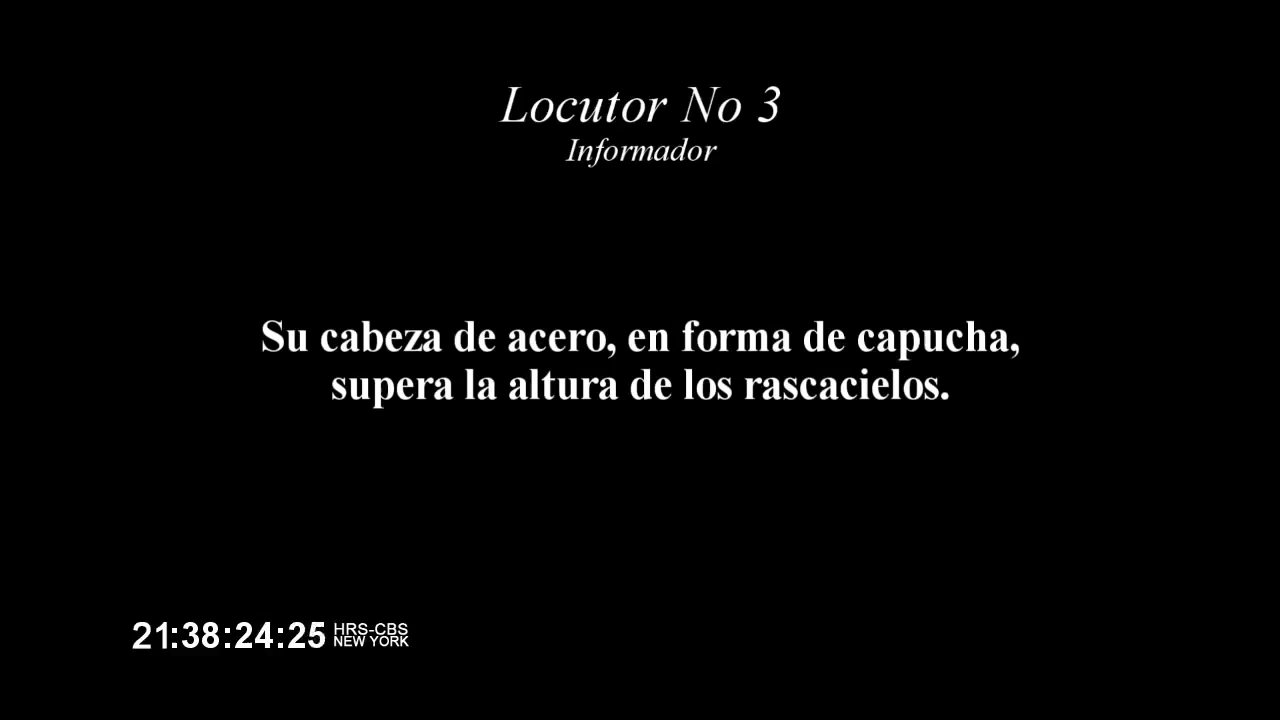 Locutor No 3
Informador
Su cabeza de acero, en forma de capucha,
supera la altura de los rascacielos.
21:38:24:25 HRS-CBS
NEW YORK